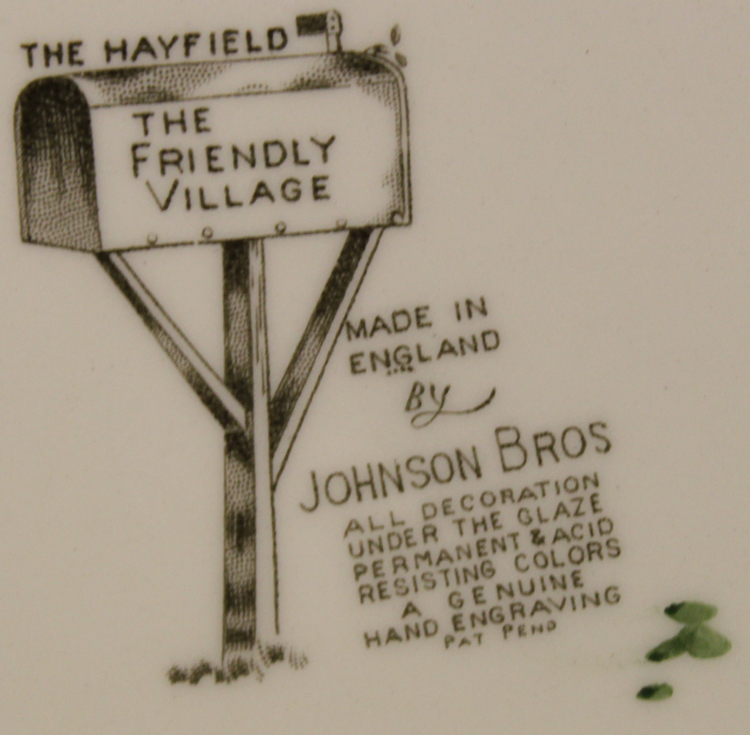 THE HAYFIELD
THE
FRIENDLY
VILLAGE
MADE IN
ENGLAND
BY
JOHNSON BROS
ALL DECORATION
UNDER THE GLAZE
PERMANENT & ACID
RESISTING COLORS
A GENUINE
HAND ENGRAVING
PAT PEND